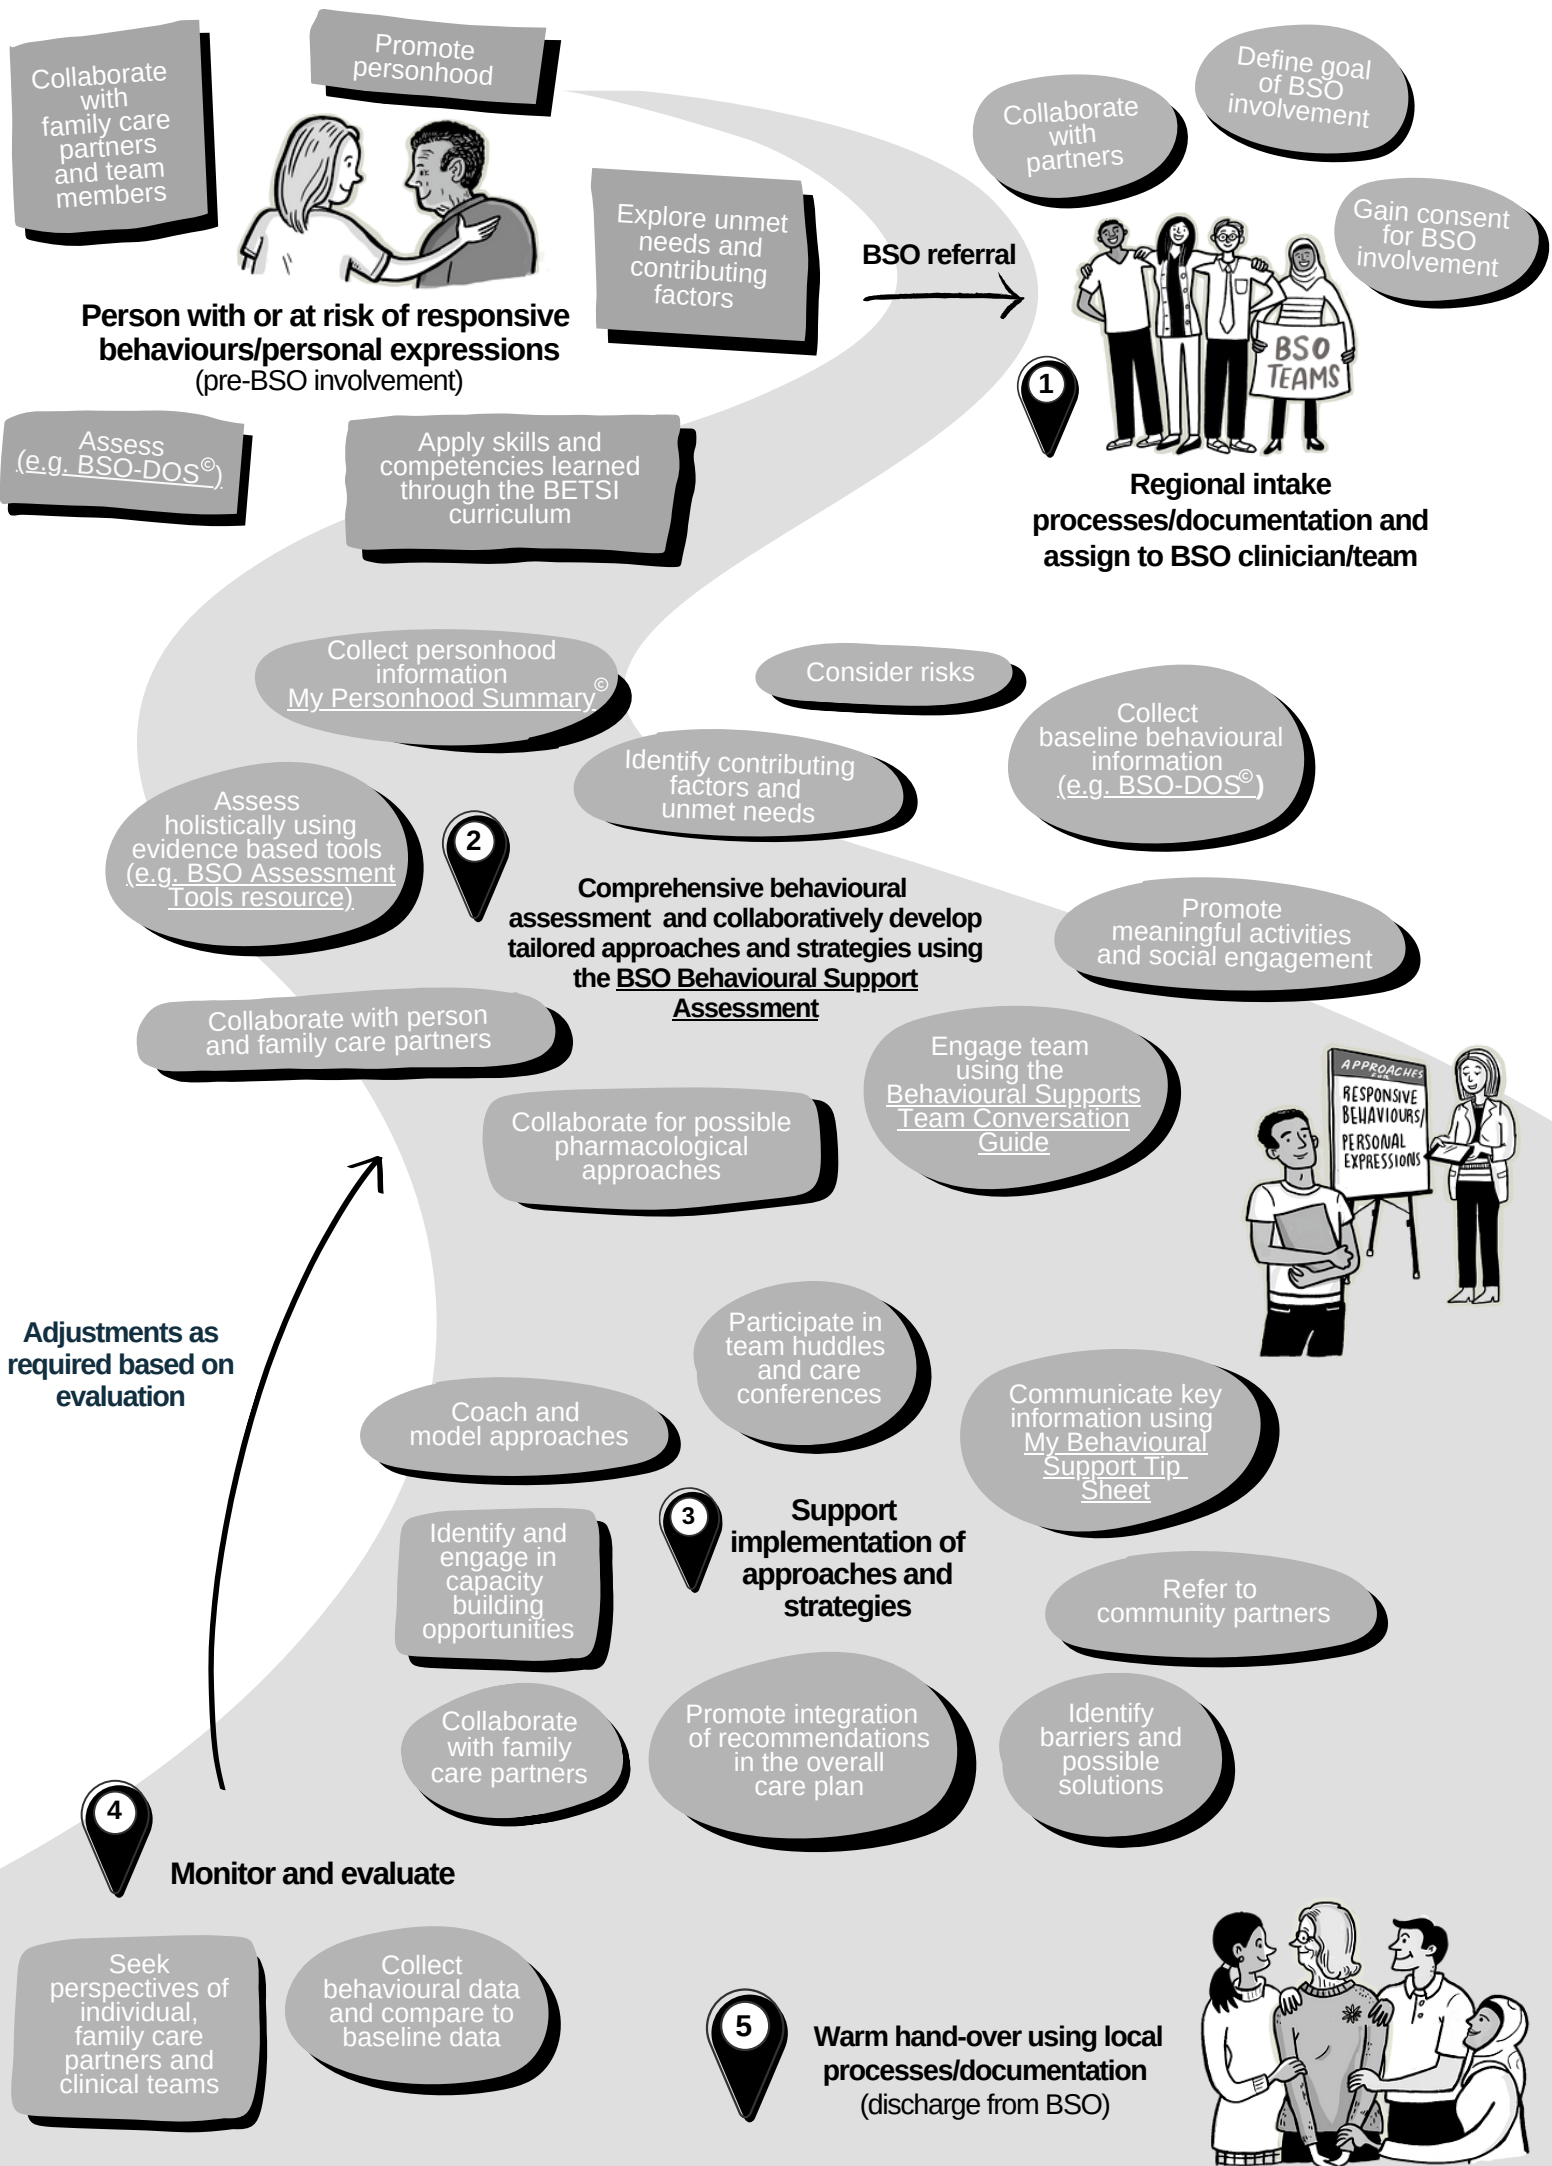 Collaborate
with
family care
partners
and team
members
Promote
personhood
Explore unmet
needs and
contributing
factors
Person with or at risk of responsive
behaviours/personal expressions
(pre-BSO involvement)
Assess
(e.g. BSO-DOS©)
Apply skills and
competencies learned
through the BETSI
curriculum
BSO referral
Collaborate
with
partners
Define goal
of BSO
involvement
Gain consent
for BSO
involvement
BSO
TEAMS
1
Regional intake
processes/documentation and
assign to BSO clinician/team
Collect personhood
information
My Personhood Summary©
Consider risks
Collect
baseline behavioural
information
(e.g. BSO-DOS©)
Identify contributing
factors and
unmet needs
Assess
holistically using
evidence based tools
(e.g. BSO Assessment
Tools resource)
2
Comprehensive behavioural
assessment  and collaboratively develop
tailored approaches and strategies using
the BSO Behavioural Support
Assessment
Promote
meaningful activities
and social engagement
Collaborate with person
and family care partners
Engage team
using the
Behavioural Supports
Team Conversation
Guide
Collaborate for possible
pharmacological
approaches
APPROACHES
FOR
RESPONSIVE
BEHAVIOURS/
PERSONAL
EXPRESSIONS
Adjustments as
required based on
evaluation
Participate in
team huddles
and care
conferences
Coach and
model approaches
Communicate key
information using
My Behavioural
Support Tip
Sheet
3
Support
implementation of
approaches and
strategies
Identify and
engage in
capacity
building
opportunities
Refer to
community partners
Collaborate
with family
care partners
Promote integration
of recommendations
in the overall
care plan
Identify
barriers and
possible
solutions
4
Monitor and evaluate
Seek
perspectives of
individual,
family care
partners and
clinical teams
Collect
behavioural data
and compare to
baseline data
5
Warm hand-over using local
processes/documentation
(discharge from BSO)